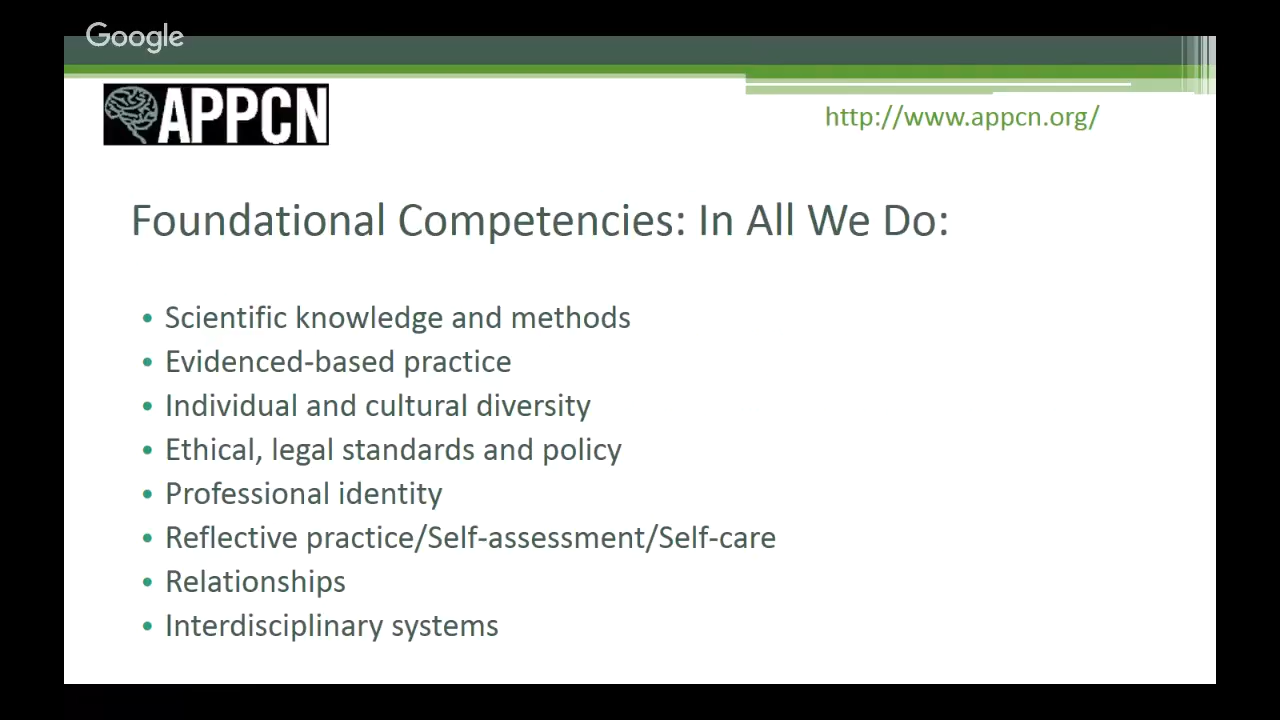 Google
APPCN
http://www.appcn.org/
Foundational Competencies: In All We Do:
• Scientific knowledge and methods
• Evidenced-based practice
• Individual and cultural diversity
• Ethical, legal standards and policy
• Professional identity
• Reflective practice/Self-assessment/Self-care
• Relationships
• Interdisciplinary systems